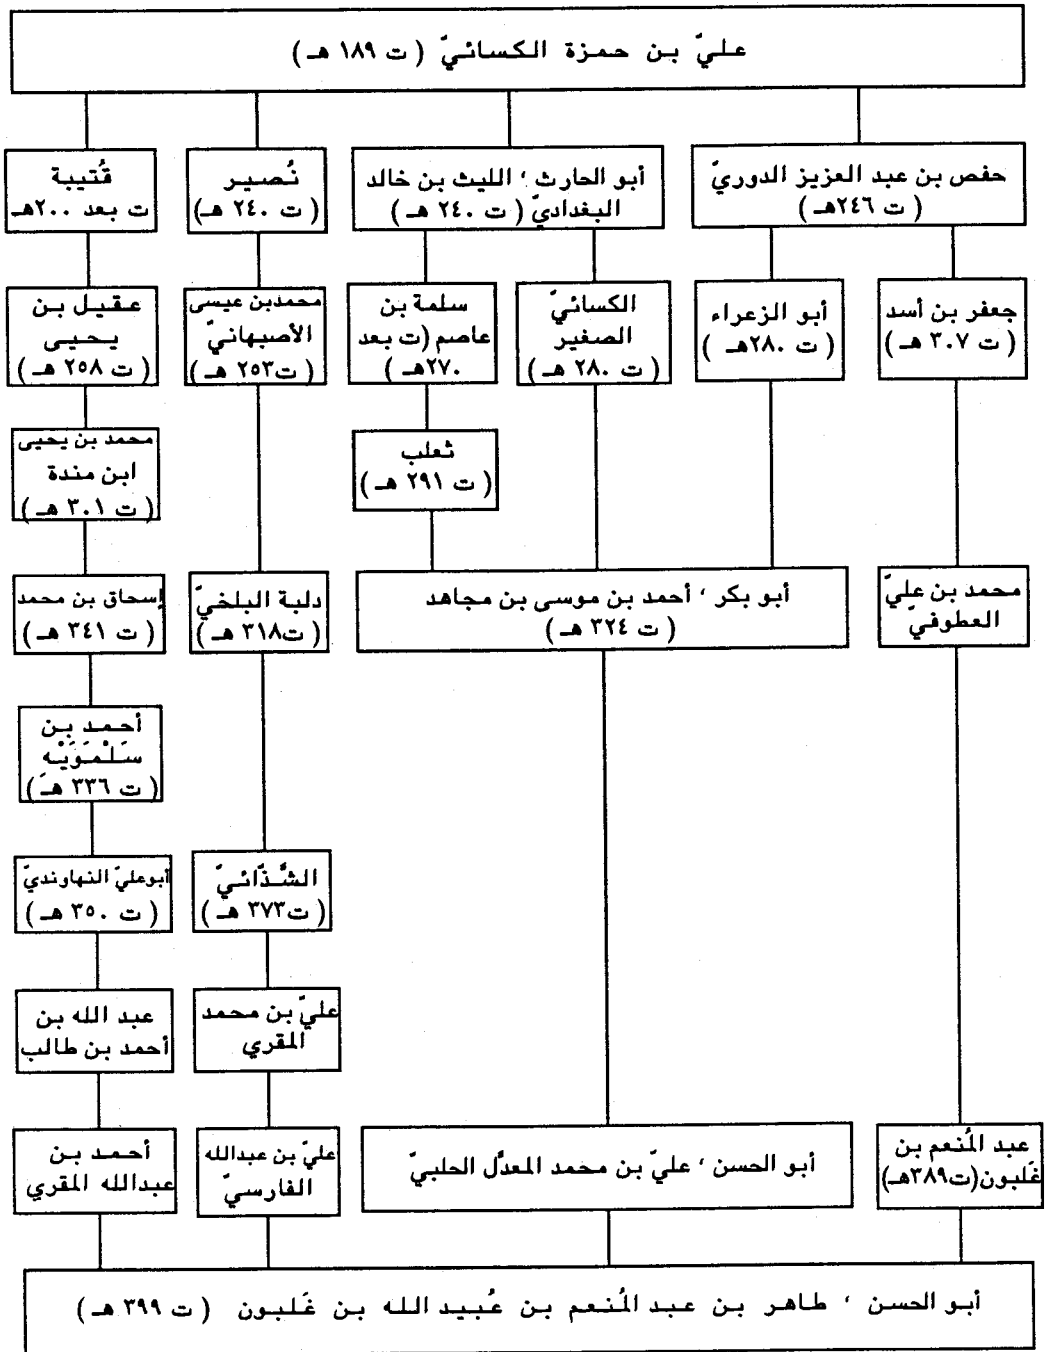 عليّ بن حمزة الكسائيّ ( ت ١٨٩ هـ )
حفص بن عبد العزيز الدوريّ
( ت ٢٤٦هـ )
أبو الحارث ، الليث بن خالد
البغداديّ ( ت ٢٤٠ هـ )
نُصير
( ت ٢٤٠ هـ )
قُتيبة
ت بعد ٢٠٠هـ
جعفر بن أسد
( ت ٣٠٧ هـ )
أبو الزعراء
( ت ٢٨٠هـ )
الكسائيّ
الصغير
( ت ٢٨٠ هـ )
سلمة بن
عاصم (ت بعد
٢٧٠هـ )
محمدبن عيسى
الأصبهانيّ
( ت٢٥٣ هـ )
عقيل بن
يحيى
( ت ٢٥٨ هـ )
ثعلب
( ت ٢٩١ هـ )
محمد بن يحيى
ابن مندة
( ت ٣٠١ هـ )
محمد بن عليّ
العطوفيّ
أبو بكر ، أحمد بن موسى بن مجاهد
( ت ٣٢٤ هـ )
دلبة البلخيّ
( ت٣١٨ هـ )
إسحاق بن محمد
( ت ٣٤١ هـ )
أحمد بن
سَلْمَوَيْه
( ت ٣٣٦ هـ )
الشَّذّائيّ
( ت٣٧٣ هـ )
أبوعليّ النهاونديّ
( ت ٣٥٠ هـ )
عليّ بن محمد
المقري
عبد الله بن
أحمد بن طالب
عبد المُنعم بن
غَلبون(ت٣٨٩هـ)
أبو الحسن ، عليّ بن محمد المعدَّل الحلبيّ
عليّ بن عبدالله
الفارسيّ
أحمد بن
عبدالله المقري
أبو الحسن ، طاهر بن عبد المُنعم بن عُبيد الله بن غَلبون ( ت ٣٩٩ هـ )